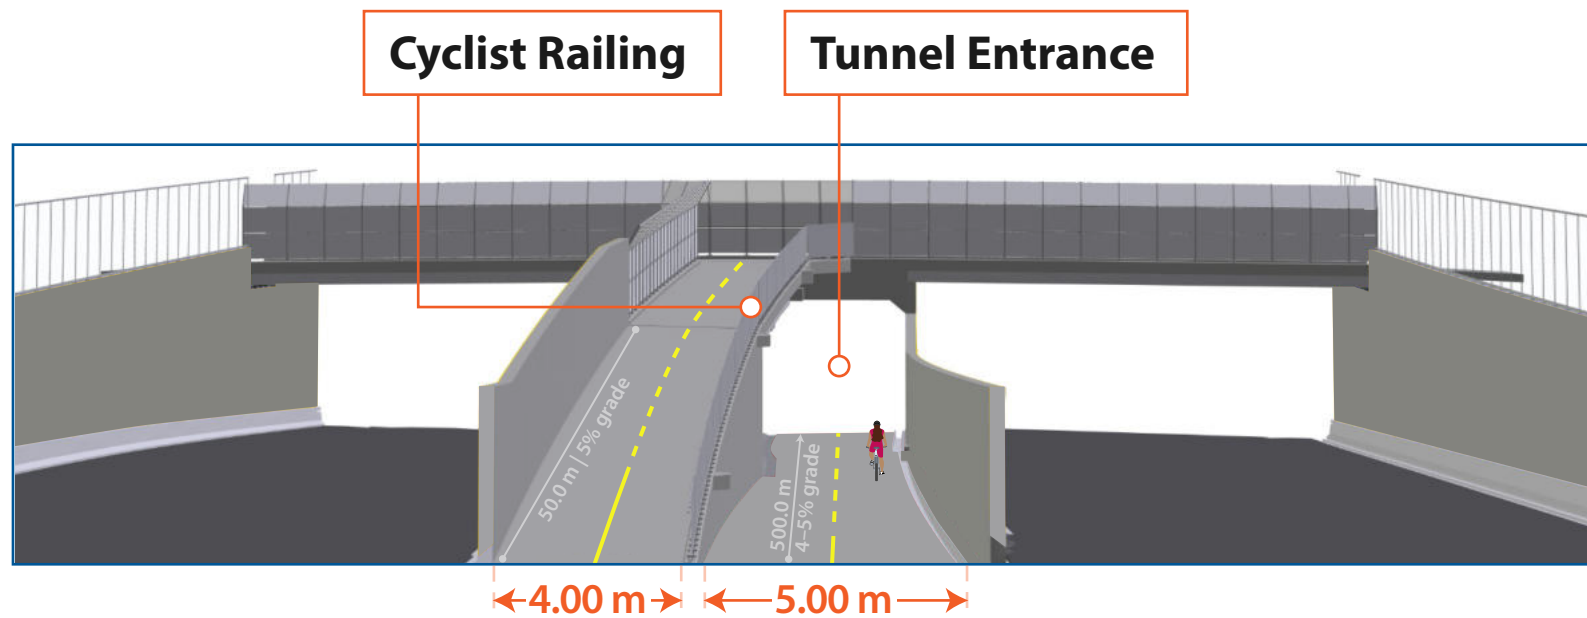 Cyclist Railing
Tunnel Entrance
50.0 m | 5% grade
500.0 m
4–5% grade
4.00 m
5.00 m